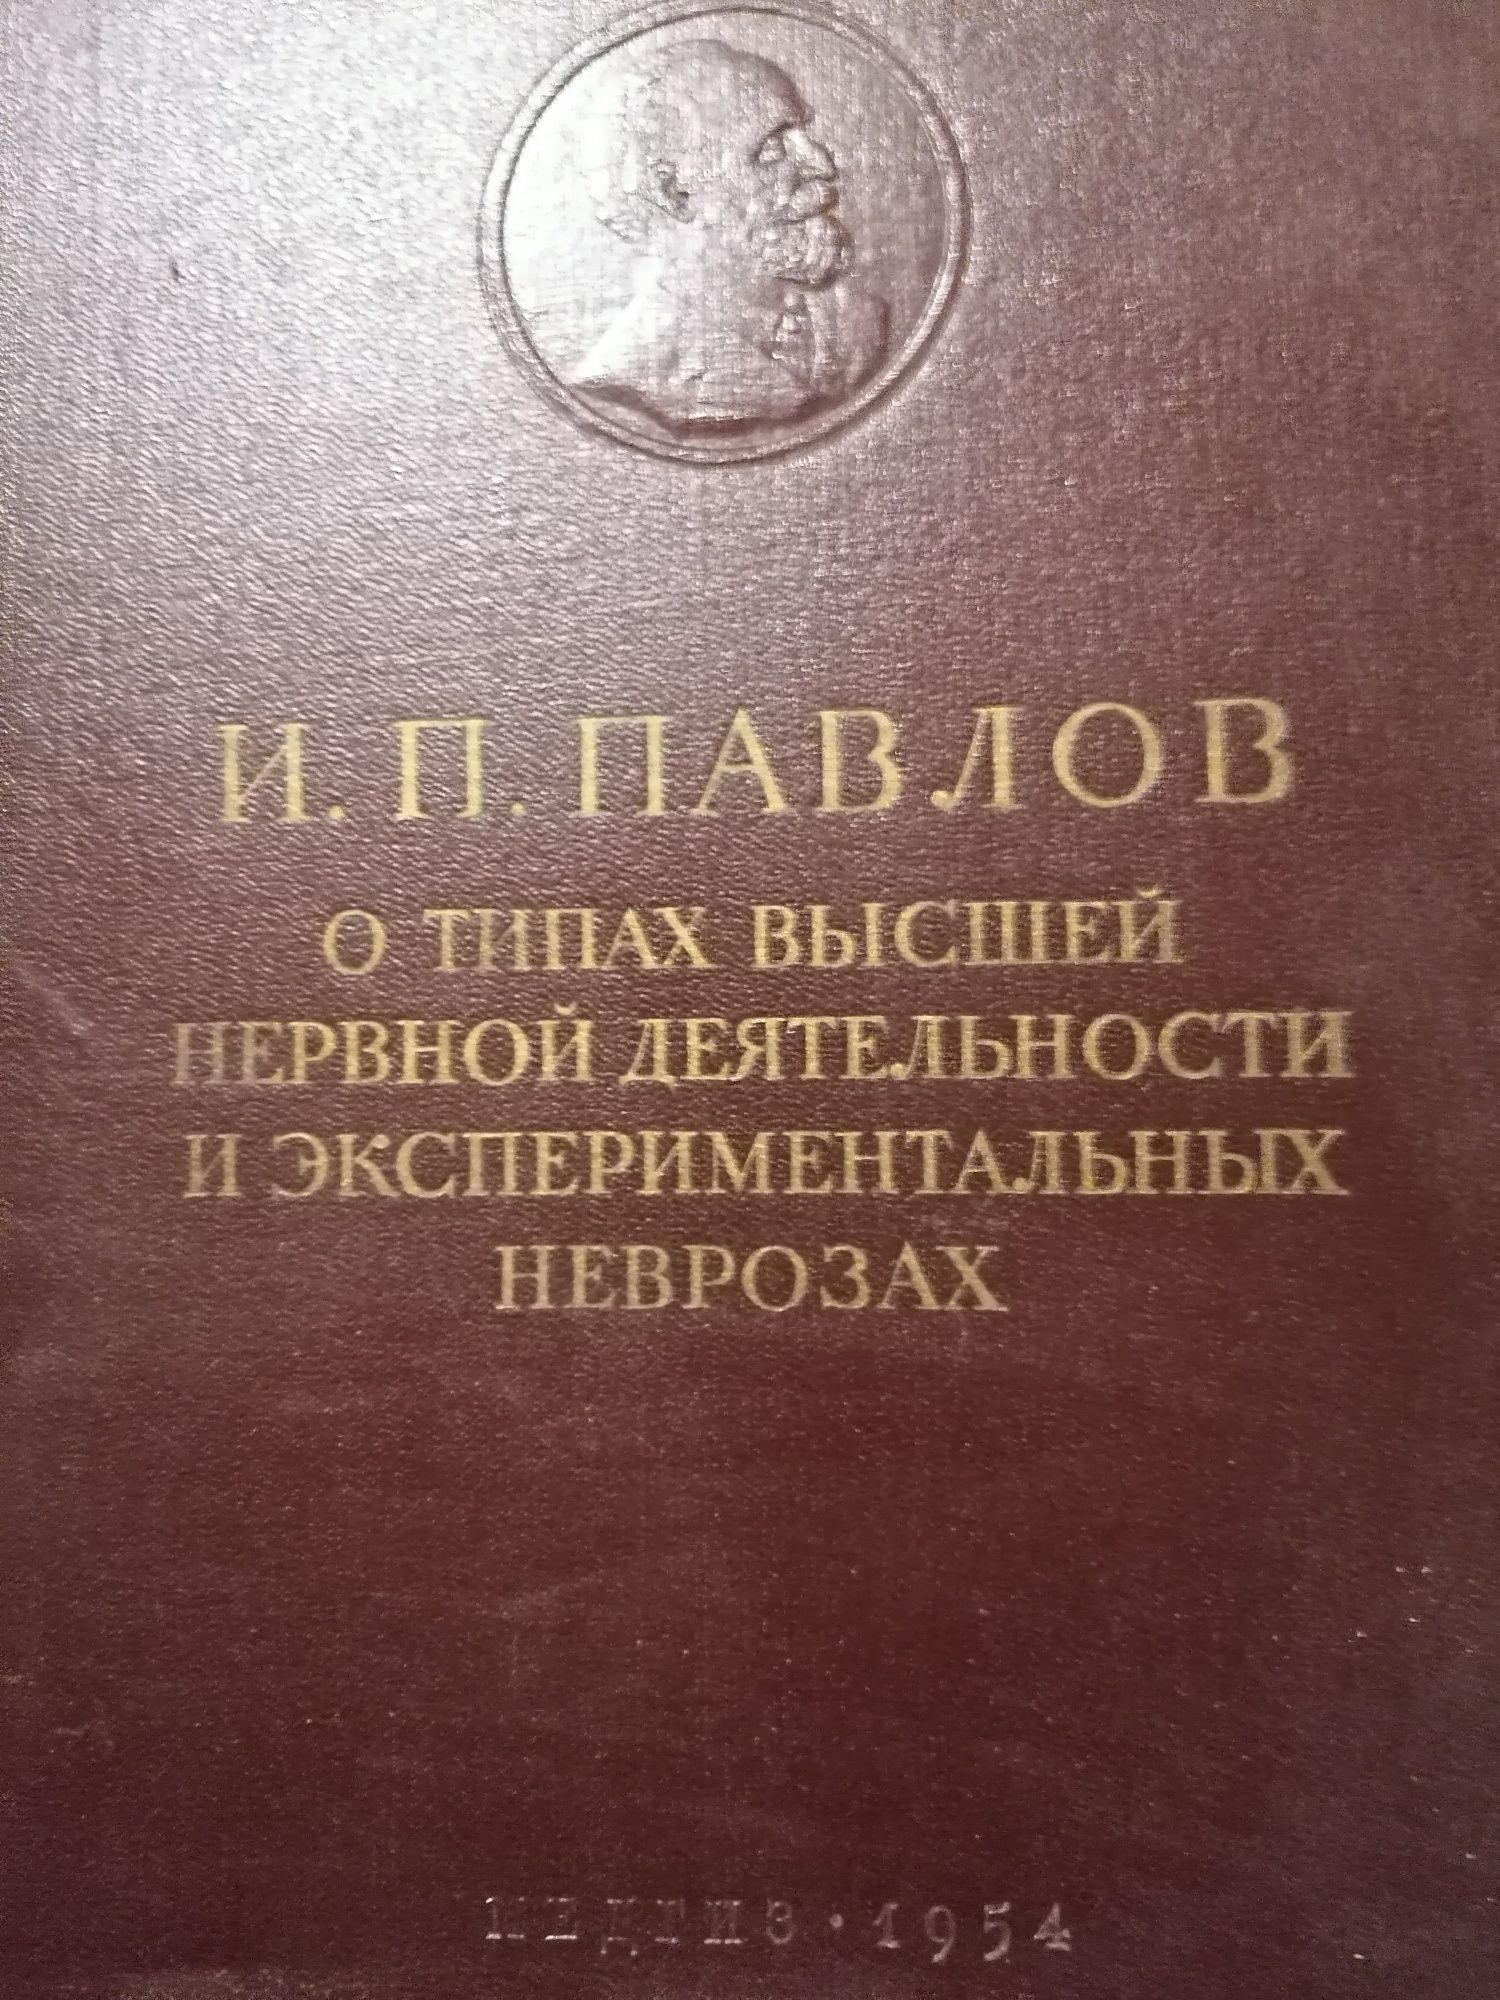 И. П. ПАВЛОВ
О ТИПАХ ВЫСШЕЙ
НЕРВНОЙ ДЕЯТЕЛЬНОСТИ
И ЭКСПЕРИМЕНТАЛЬНЫХ
НЕВРОЗАХ
МЕДГИЗ · 1954